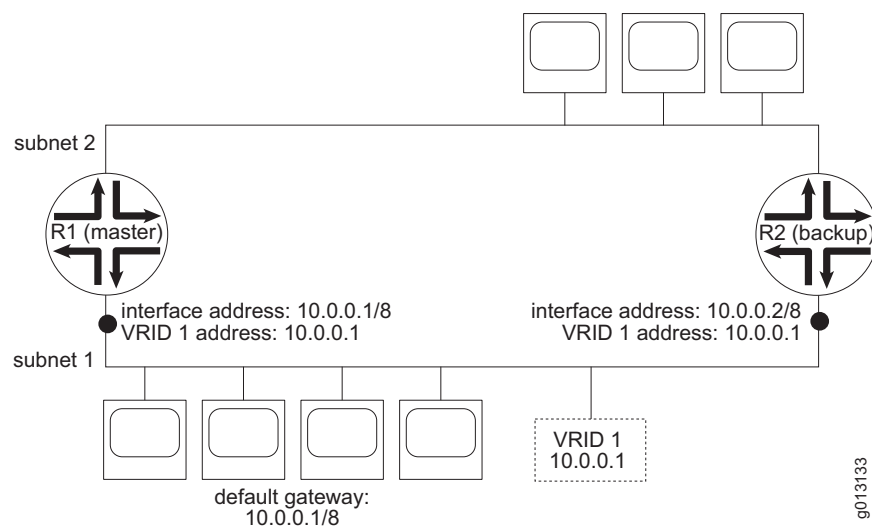 subnet 2
R1 (master)
R2 (backup)
interface address: 10.0.0.1/8
VRID 1 address: 10.0.0.1
interface address: 10.0.0.2/8
VRID 1 address: 10.0.0.1
subnet 1
VRID 1
10.0.0.1
default gateway:
10.0.0.1/8
g013133